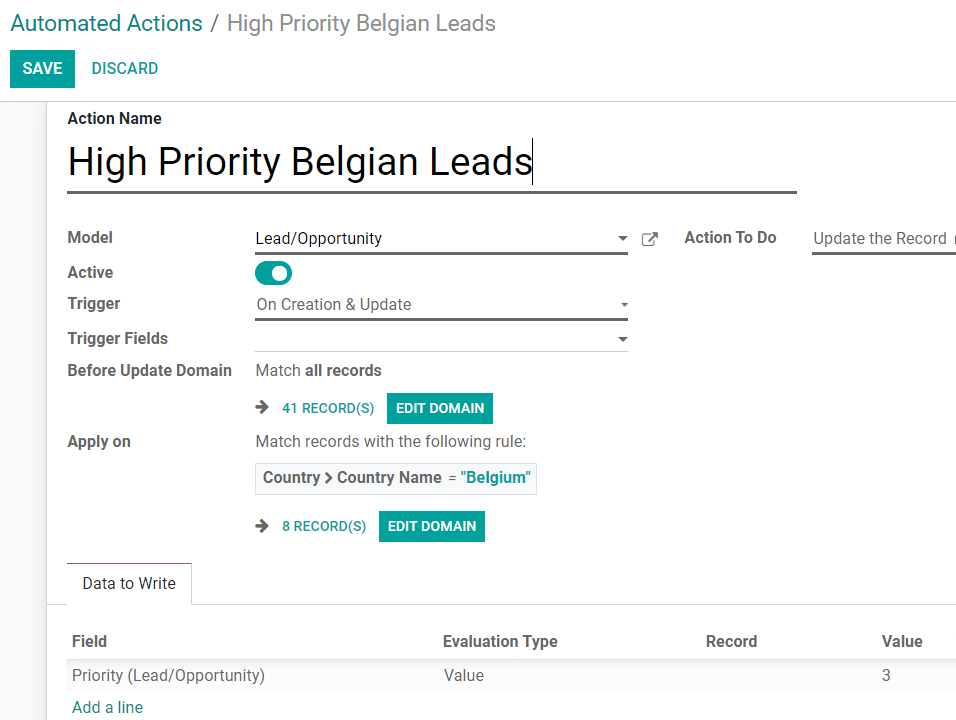 Automated Actions / High Priority Belgian Leads
SAVE DISCARD
Action Name
High Priority Belgian Leads
Model Lead/Opportunity Action To Do Update the Record
Active
Trigger On Creation & Update
Trigger Fields
Before Update Domain Match all records
41 RECORD(S) EDIT DOMAIN
Apply on Match records with the following rule:
Country Country Name = "Belgium"
8 RECORD(S) EDIT DOMAIN
Data to Write
Field Evaluation Type Record Value
Priority (Lead/Opportunity) Value 3
Add a line